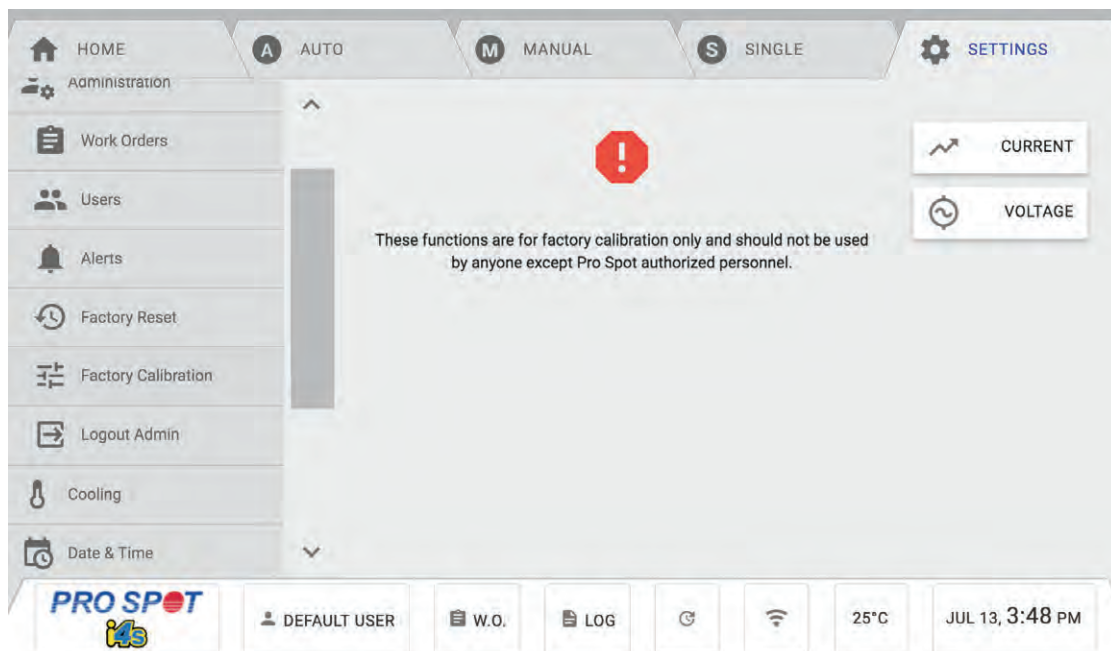 HOME
A AUTO
M MANUAL
S SINGLE
SETTINGS
Administration
Work Orders
Users
Alerts
Factory Reset
Factory Calibration
Logout Admin
Cooling
Date & Time
!
These functions are for factory calibration only and should not be used
by anyone except Pro Spot authorized personnel.
CURRENT
VOLTAGE
PRO SPOT
i4s
DEFAULT USER
W.O.
LOG
25°C
JUL 13, 3:48 PM